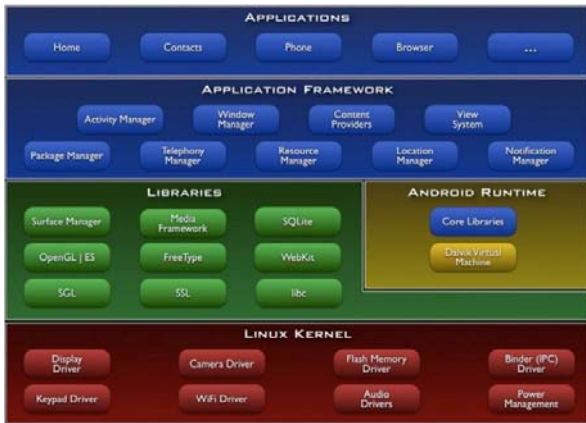 APPLICATIONS
Home Contacts Phone Browser ...
APPLICATION FRAMEWORK
Activity Manager Window Manager Content Providers View System
Package Manager Telephony Manager Resource Manager Location Manager Notification Manager
LIBRARIES
Surface Manager Media Framework SQLite
OpenGL | ES FreeType WebKit
SGL SSL libc
ANDROID RUNTIME
Core Libraries
Dalvik Virtual Machine
LINUX KERNEL
Display Driver Camera Driver Flash Memory Driver Binder (IPC) Driver
Keypad Driver WiFi Driver Audio Drivers Power Management